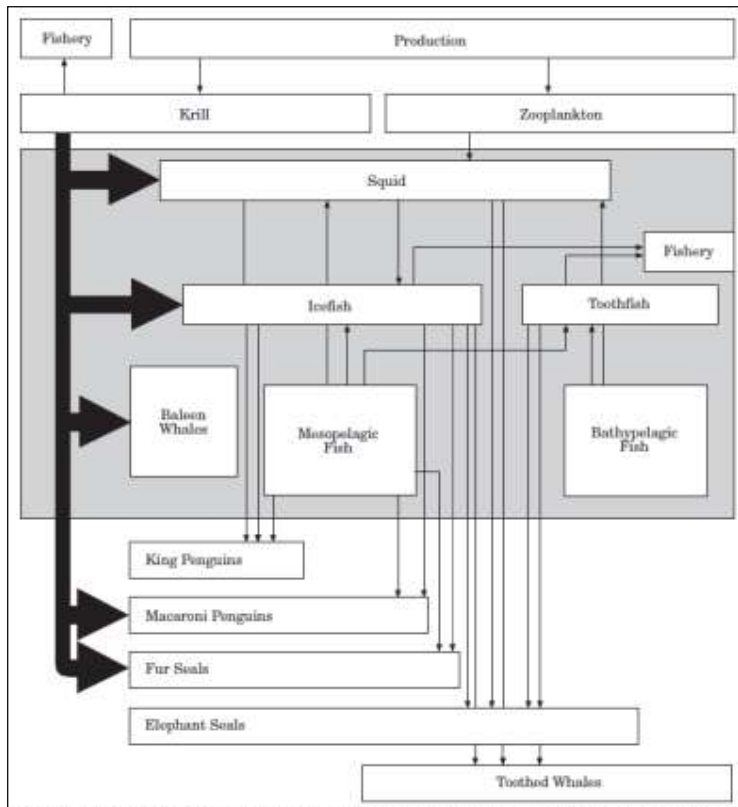 Fishery
Production
Krill
Zooplankton
Squid
Fishery
Icefish
Toothfish
Baleen
Whales
Mesopelagic
Fish
Bathypelagic
Fish
King Penguins
Macaroni Penguins
Fur Seals
Elephant Seals
Toothed Whales